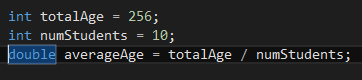 int totalAge = 256;
int numStudents = 10;
double averageAge = totalAge / numStudents;